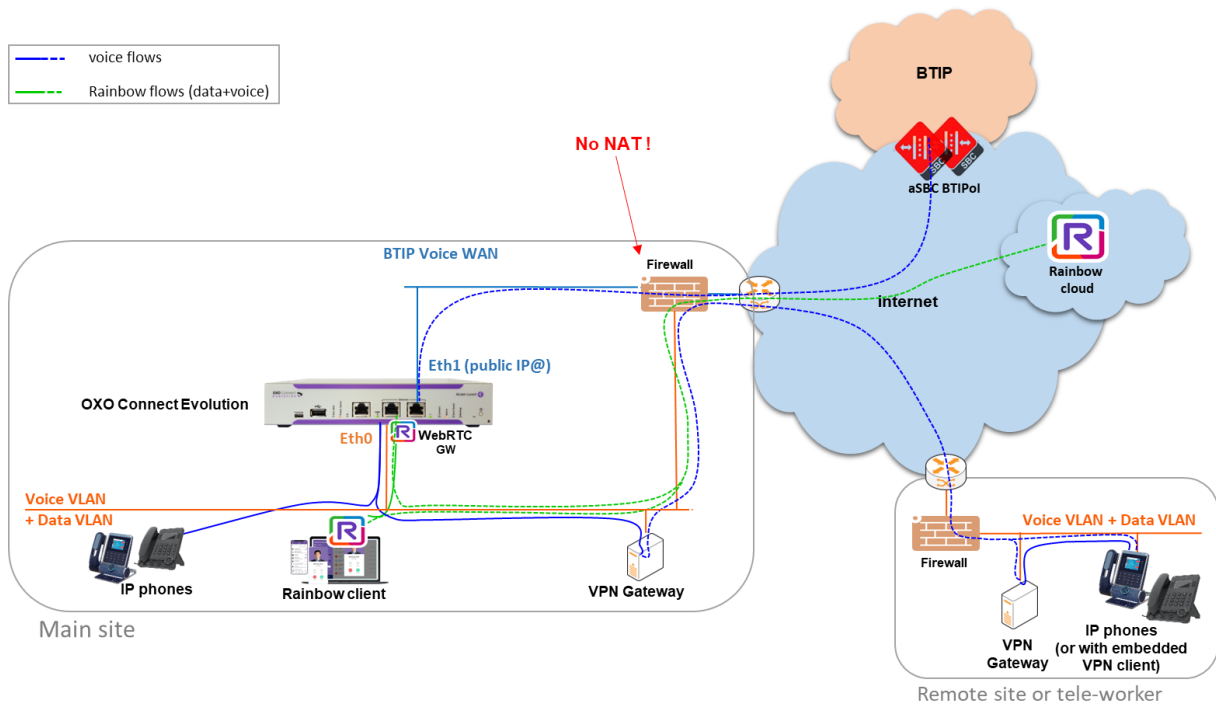 voice flows
Rainbow flows (data+voice)
BTIP
No NAT !
SBC
SBC
aSBC BTIPoI
R
Rainbow
cloud
internet
BTIP Voice WAN
Firewall
Eth1 (public IP@)
OXO Connect Evolution
Eth0
R
WebRTC
GW
Voice VLAN
+ Data VLAN
R
IP phones
Rainbow client
VPN Gateway
Main site
Voice VLAN + Data VLAN
Firewall
VPN
Gateway
IP phones
(or with embedded
VPN client)
Remote site or tele-worker